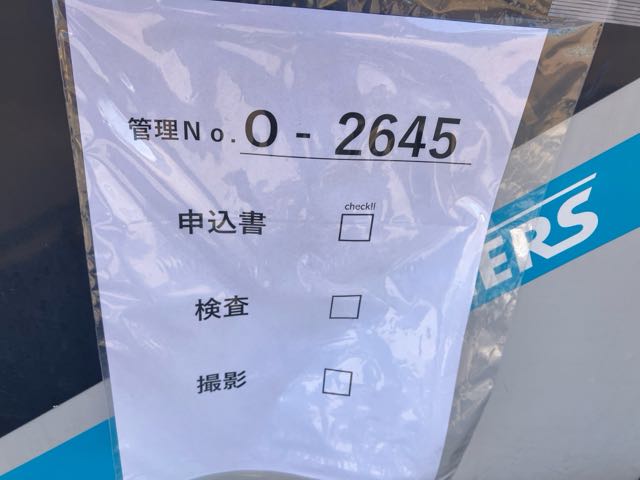 管理No. O - 2645
check!!
申込書 □
検査 □
撮影 □
ERS